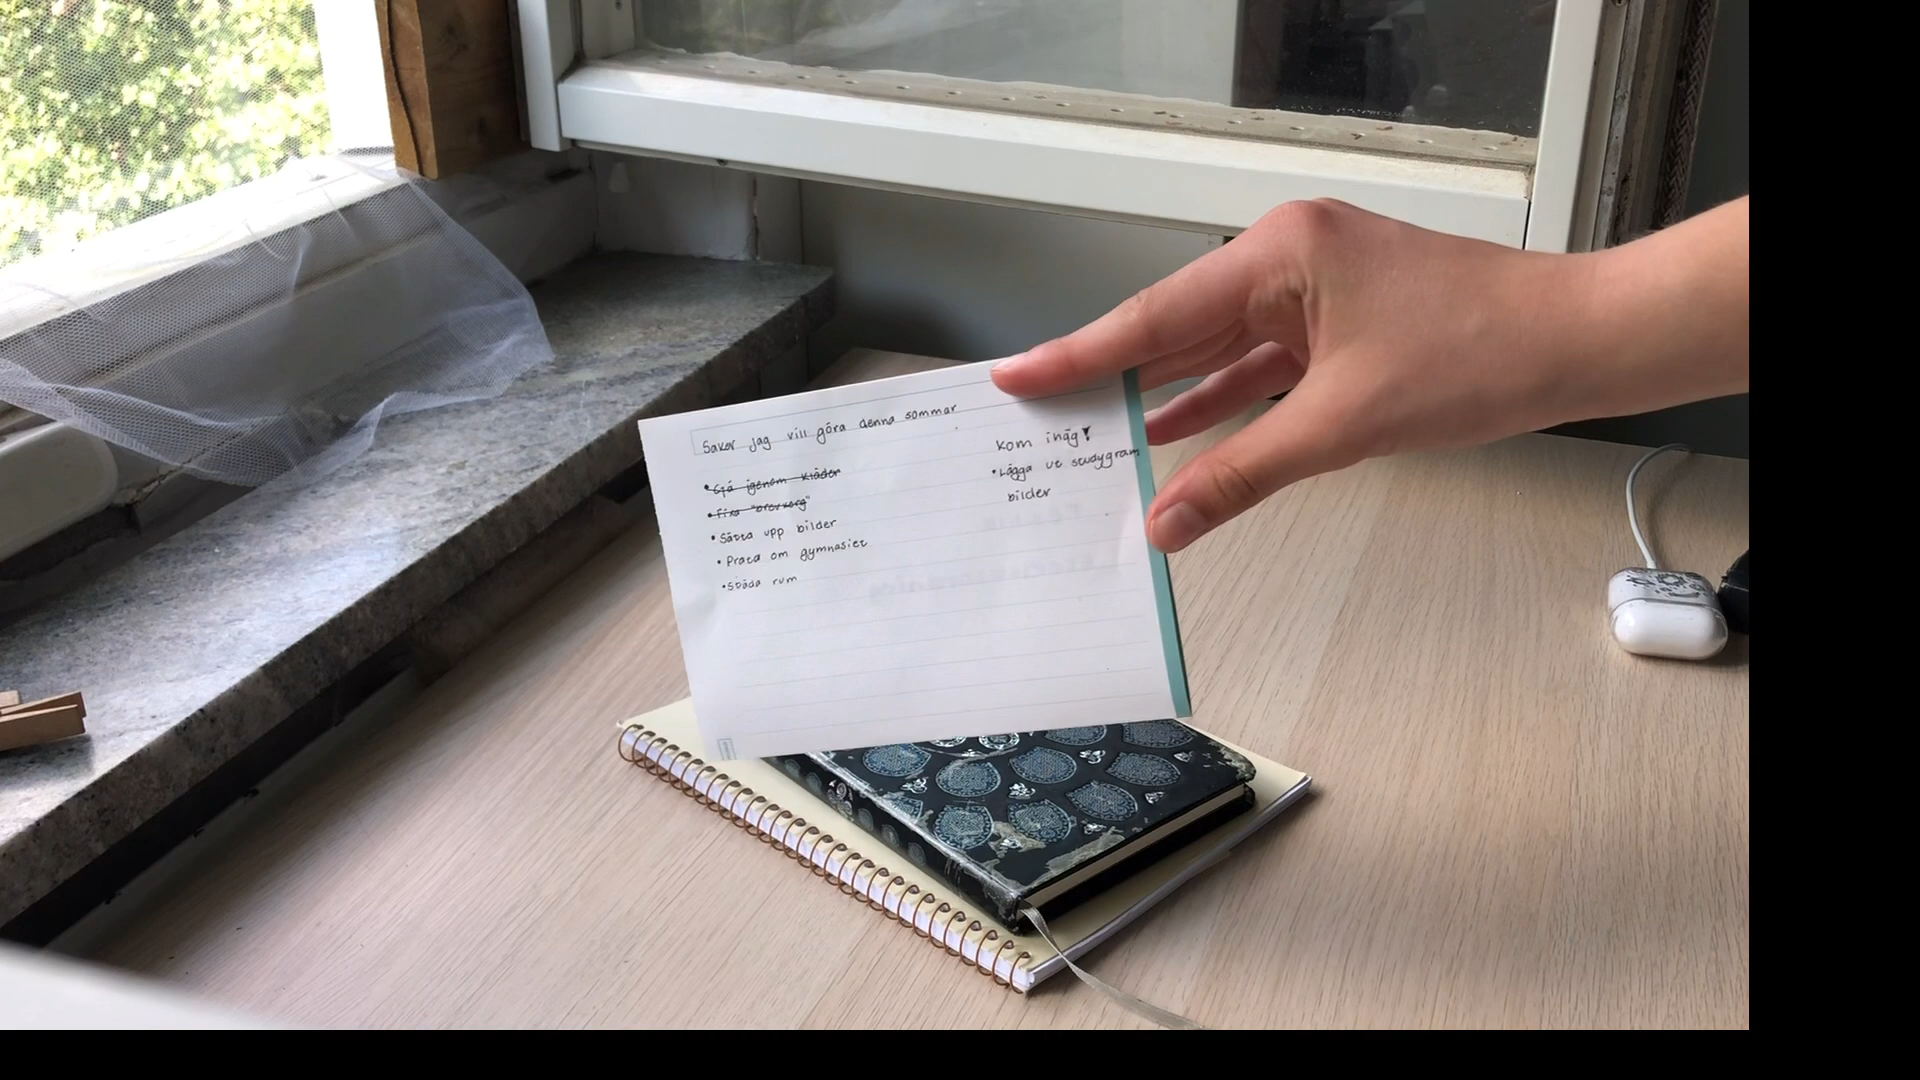 Saker jag vill göra denna sommar
• Gå igenom kläder
• fixa "brevkorg"
• Sätta upp bilder
• Prata om gymnasiet
• Städa rum
kom ihåg!
• Lägga ut studygram
bilder